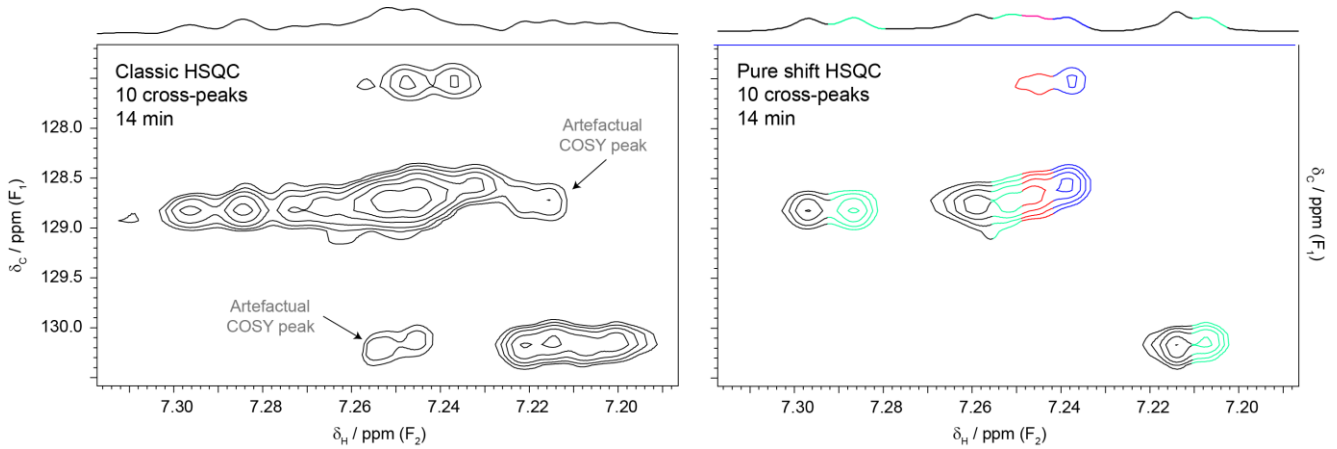 Classic HSQC
10 cross-peaks
14 min
Artefactual
COSY peak
Artefactual
COSY peak
128.0
128.5
129.0
129.5
130.0
δC / ppm (F1)
7.30 7.28 7.26 7.24 7.22 7.20
δH / ppm (F2)
Pure shift HSQC
10 cross-peaks
14 min
δC / ppm (F1)
7.30 7.28 7.26 7.24 7.22 7.20
δH / ppm (F2)